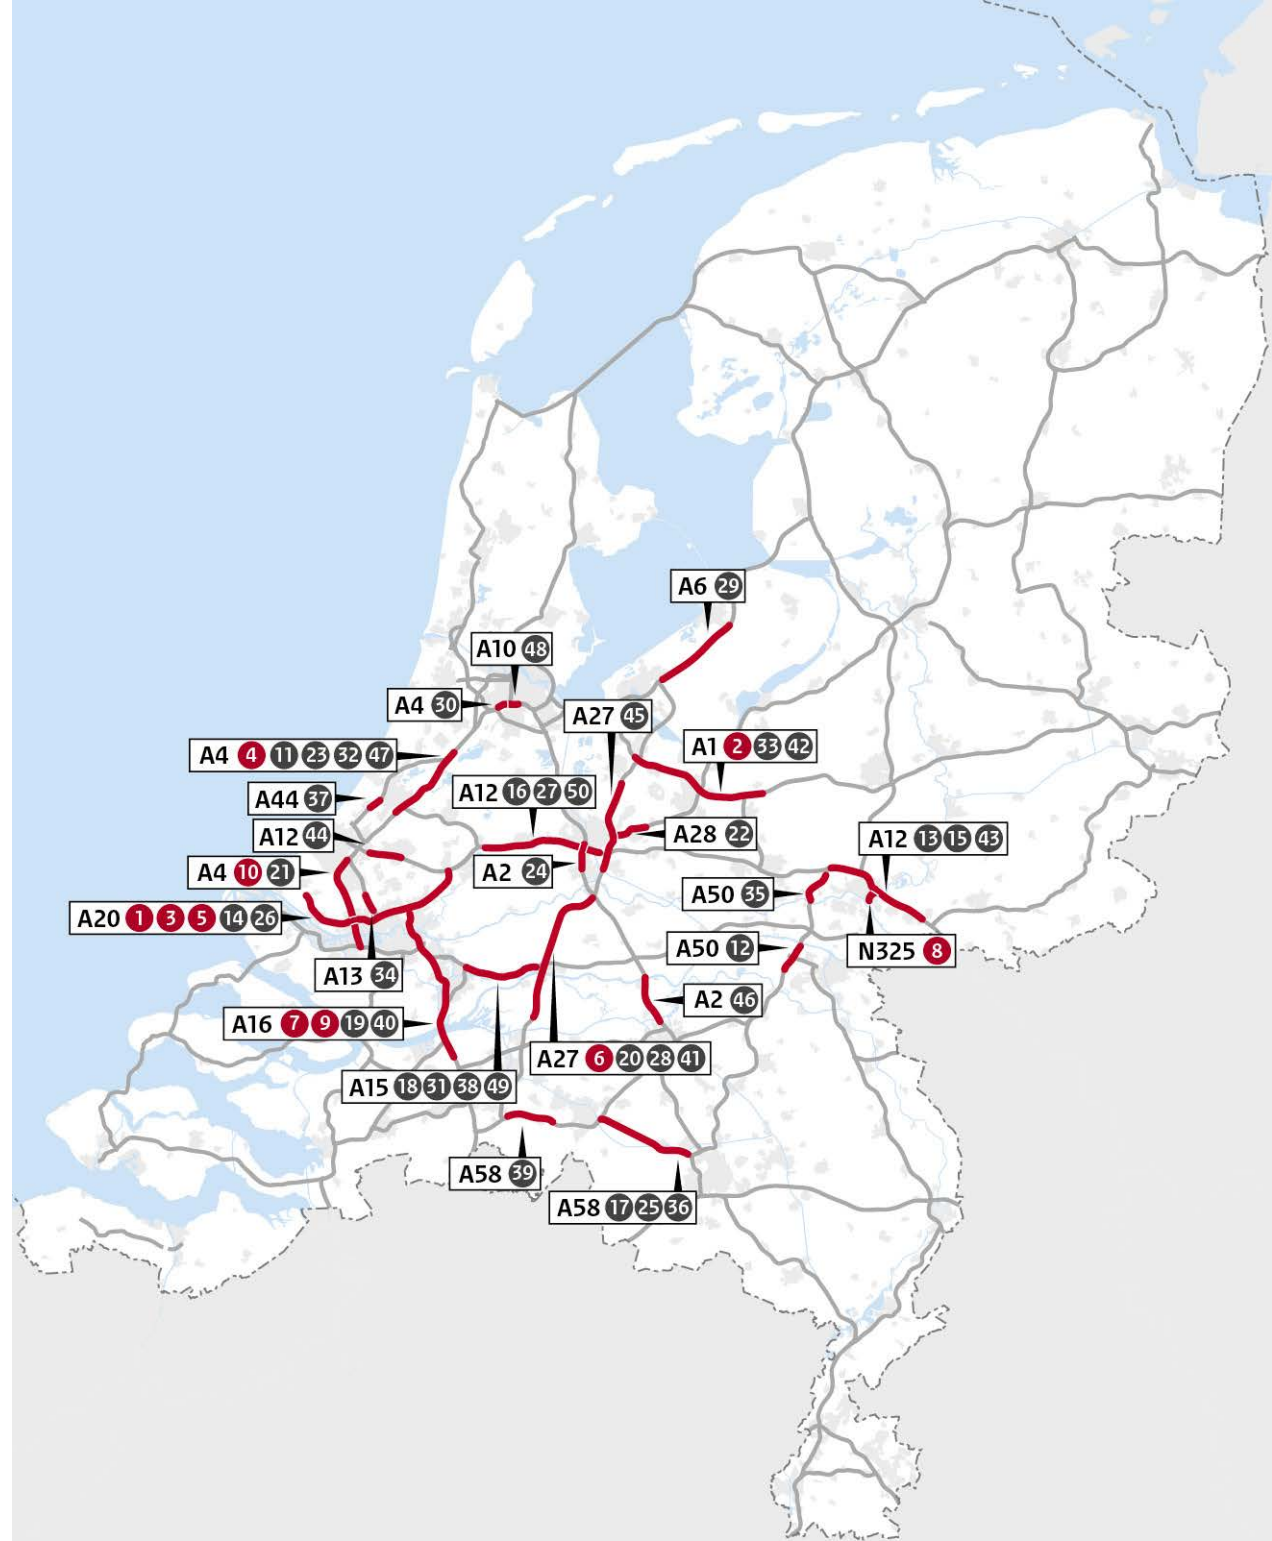 A6 29
A10 48
A4 30
A27 45
A4 4 11 23 32 47
A1 2 33 42
A44 37
A12 16 27 50
A12 44
A28 22
A12 13 15 43
A4 10 21
A2 24
A50 35
A20 1 3 5 14 26
A50 12
N325 8
A13 34
A2 46
A16 7 9 19 40
A27 6 20 28 41
A15 18 31 38 49
A58 39
A58 17 25 36